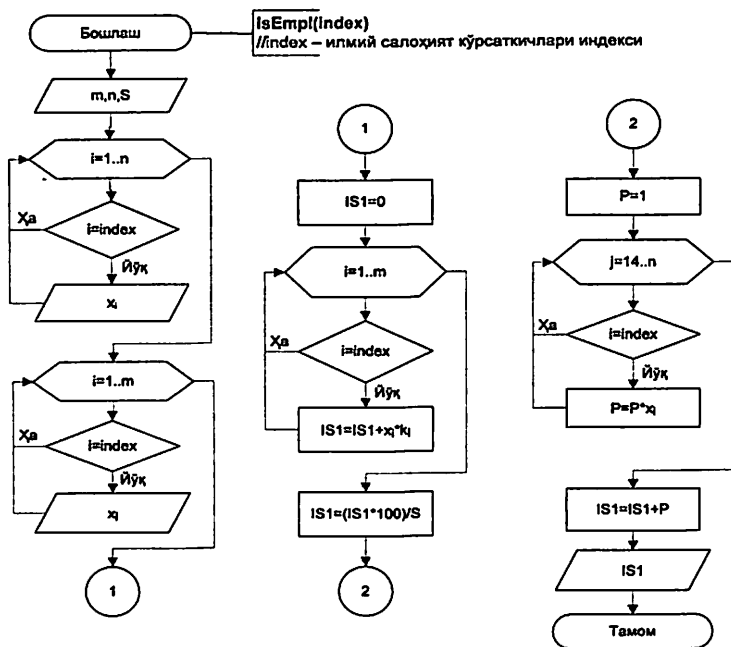 Бошлаш
IsEmpl(index)
//index – илмий салоҳият кўрсаткичлари индекси
m,n,S
i=1..n
Ҳа
i=index
Йўқ
xᵢ
i=1..m
Ҳа
i=index
Йўқ
xⱼ
1
1
IS1=0
i=1..m
Ҳа
i=index
Йўқ
IS1=IS1+xⱼ*kⱼ
IS1=(IS1*100)/S
2
2
P=1
j=14..n
Ҳа
i=index
Йўқ
P=P*xⱼ
IS1=IS1+P
IS1
Тамом